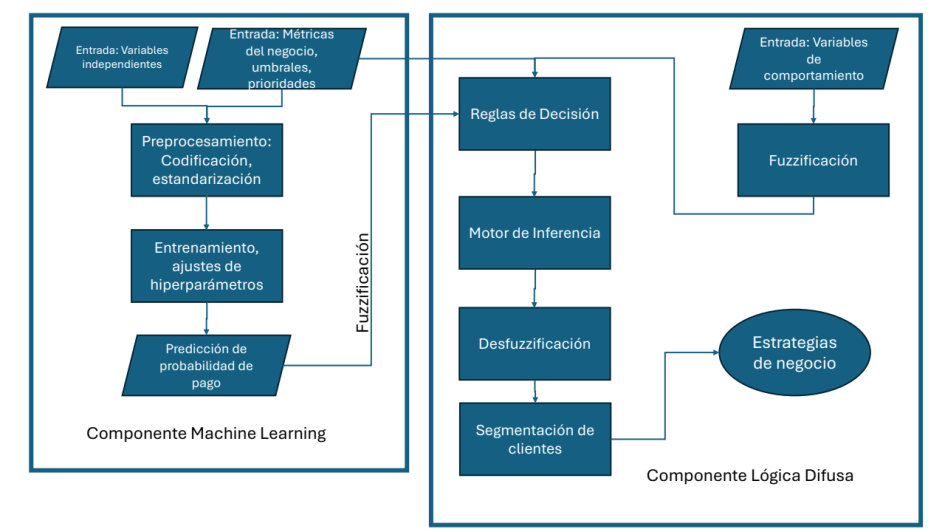 Entrada: Variables
independientes
Entrada: Métricas
del negocio,
umbrales,
prioridades
Preprocesamiento:
Codificación,
estandarización
Entrenamiento,
ajustes de
hiperparámetros
Predicción de
probabilidad de
pago
Componente Machine Learning
Fuzzificación
Entrada: Variables
de
comportamiento
Fuzzificación
Reglas de Decisión
Motor de Inferencia
Desfuzzificación
Segmentación de
clientes
Estrategias
de negocio
Componente Lógica Difusa